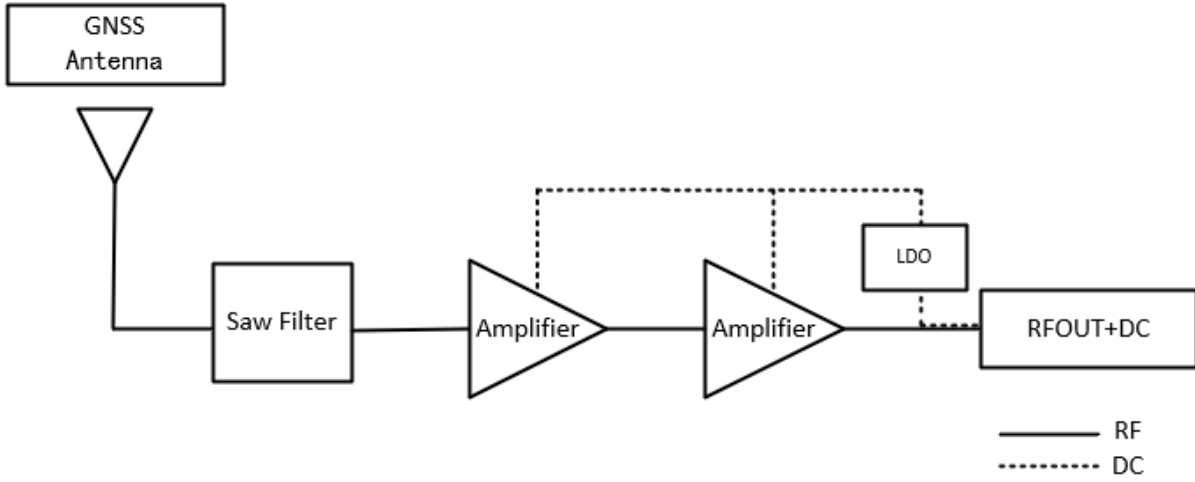 GNSS
Antenna
LDO
Saw Filter
Amplifier
Amplifier
RFOUT+DC
RF
DC